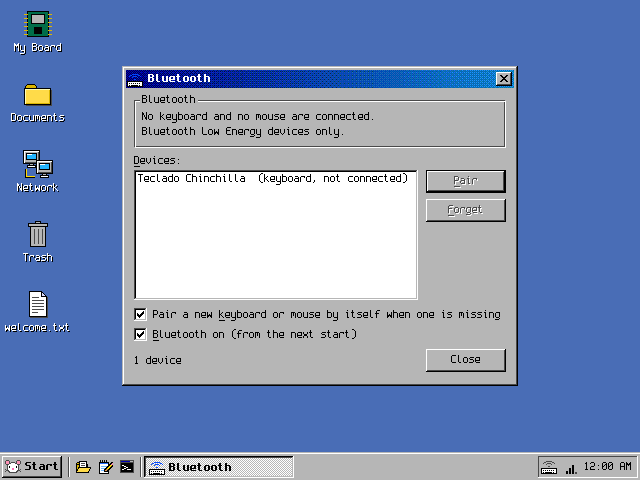 My Board
Documents
Network
Trash
welcome.txt
Bluetooth
Bluetooth
No keyboard and no mouse are connected.
Bluetooth Low Energy devices only.
Devices:
Teclado Chinchilla (keyboard, not connected)
Pair
Forget
Pair a new keyboard or mouse by itself when one is missing
Bluetooth on (from the next start)
1 device
Close
Start
Bluetooth
12:00 AM